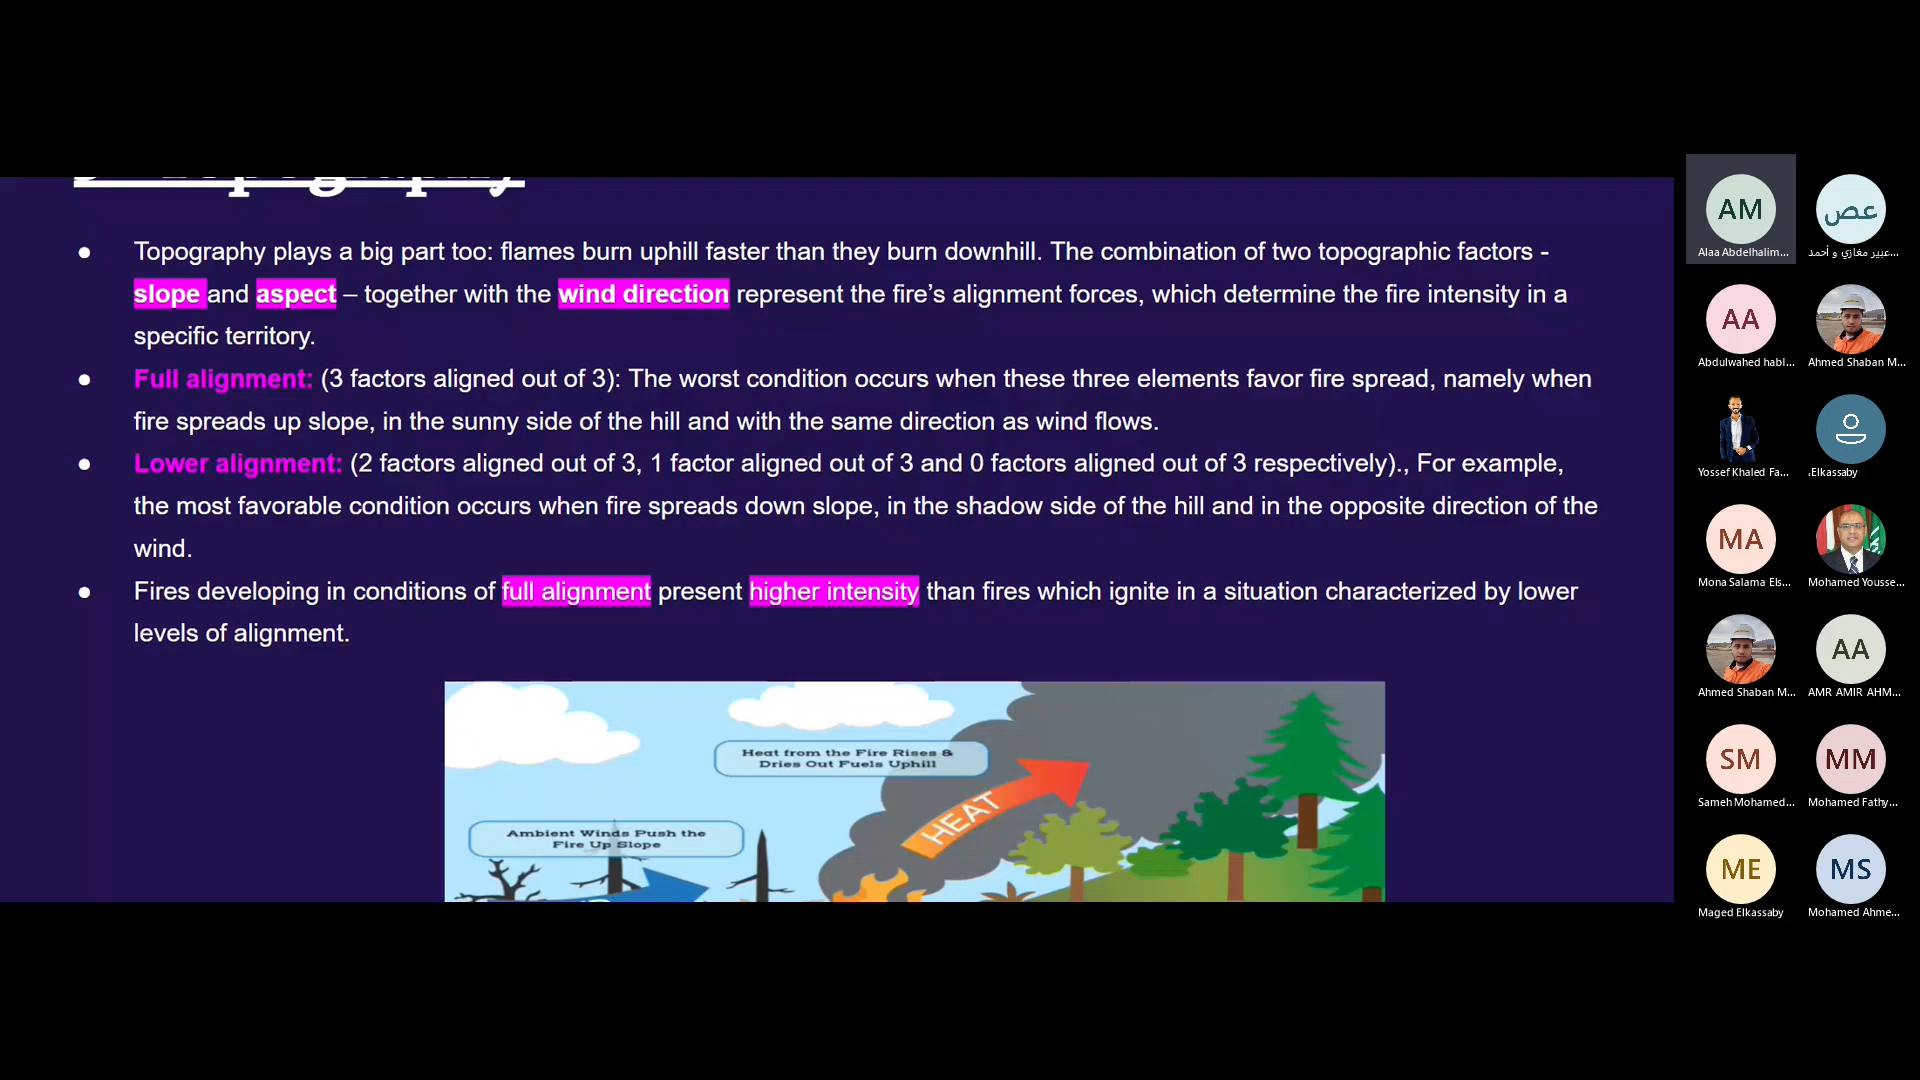 Topography
● Topography plays a big part too: flames burn uphill faster than they burn downhill. The combination of two topographic factors -
slope and aspect – together with the wind direction represent the fire’s alignment forces, which determine the fire intensity in a
specific territory.
● Full alignment: (3 factors aligned out of 3): The worst condition occurs when these three elements favor fire spread, namely when
fire spreads up slope, in the sunny side of the hill and with the same direction as wind flows.
● Lower alignment: (2 factors aligned out of 3, 1 factor aligned out of 3 and 0 factors aligned out of 3 respectively)., For example,
the most favorable condition occurs when fire spreads down slope, in the shadow side of the hill and in the opposite direction of the
wind.
● Fires developing in conditions of full alignment present higher intensity than fires which ignite in a situation characterized by lower
levels of alignment.
Heat from the Fire Rises &
Dries Out Fuels Uphill
HEAT
Ambient Winds Push the
Fire Up Slope
AM
Alaa Abdelhalim...
عص
عبير مغازي و أحمد...
AA
Abdulwahed habl...
Ahmed Shaban M...
Yossef Khaled Fa...
Elkassaby
MA
Mona Salama Els...
Mohamed Yousse...
Ahmed Shaban M...
AA
AMR AMIR AHM...
SM
Sameh Mohamed...
MM
Mohamed Fathy...
ME
Maged Elkassaby
MS
Mohamed Ahme...